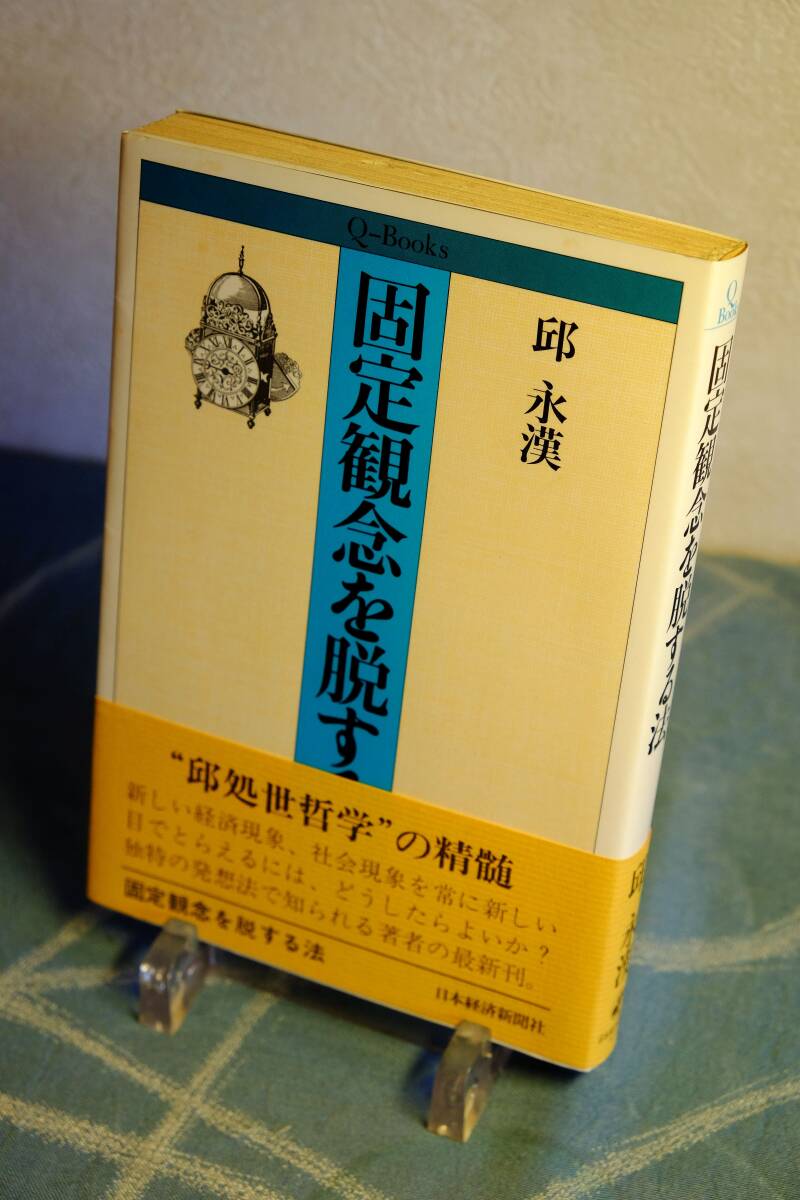 Q-Books
邱 永漢
固定観念を脱す
“邱処世哲学”の精髄
新しい経済現象、社会現象を常に新しい
目でとらえるには、どうしたらよいか?
独特の発想法で知られる著者の最新刊。
固定観念を脱する法
日本経済新聞社
Q
Books
固定観念を脱する法
邱 永漢